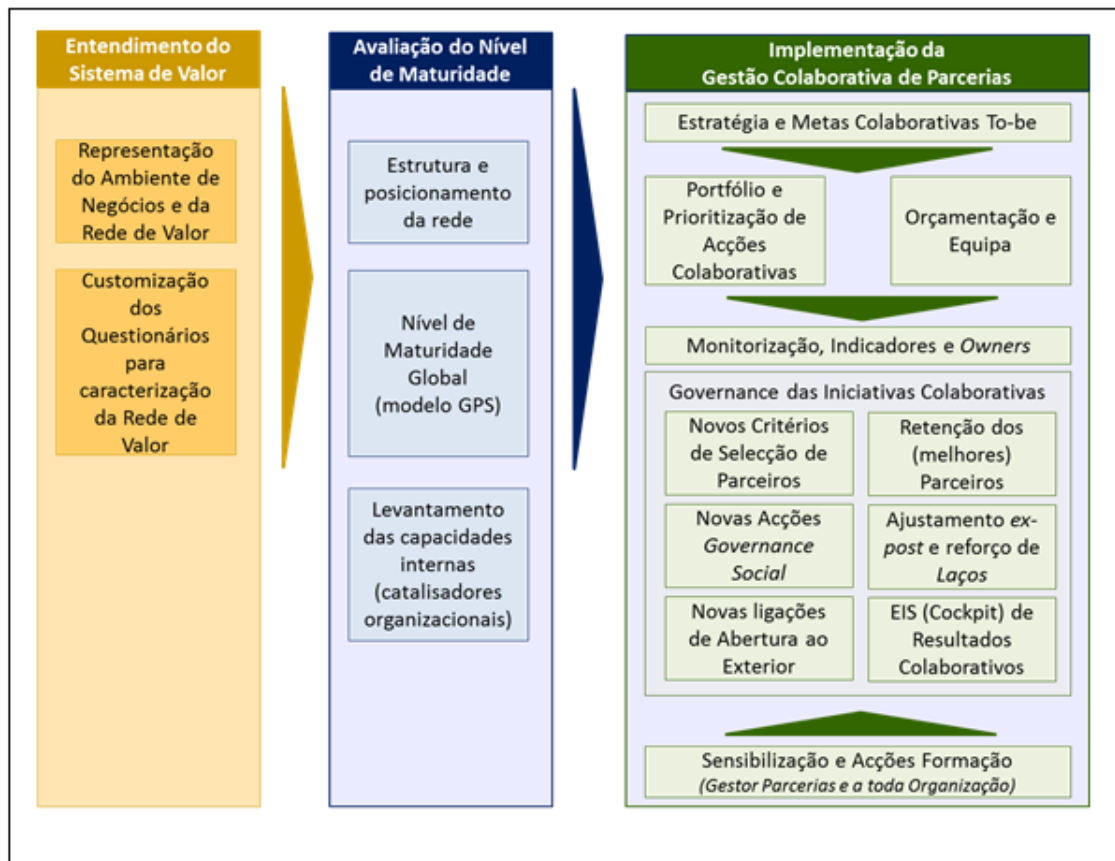 Entendimento do
Sistema de Valor
Representação
do Ambiente de
Negócios e da
Rede de Valor
Customização
dos
Questionários
para
caracterização
da Rede de
Valor
Avaliação do Nível
de Maturidade
Estrutura e
posicionamento
da rede
Nível de
Maturidade
Global
(modelo GPS)
Levantamento
das capacidades
internas
(catalisadores
organizacionais)
Implementação da
Gestão Colaborativa de Parcerias
Estratégia e Metas Colaborativas To-be
Portfólio e
Prioritização de
Acções
Colaborativas
Orçamentação e
Equipa
Monitorização, Indicadores e Owners
Governance das Iniciativas Colaborativas
Novos Critérios
de Selecção de
Parceiros
Retenção dos
(melhores)
Parceiros
Novas Acções
Governance
Social
Ajustamento ex-
post e reforço de
Laços
Novas ligações
de Abertura ao
Exterior
EIS (Cockpit) de
Resultados
Colaborativos
Sensibilização e Acções Formação
(Gestor Parcerias e a toda Organização)